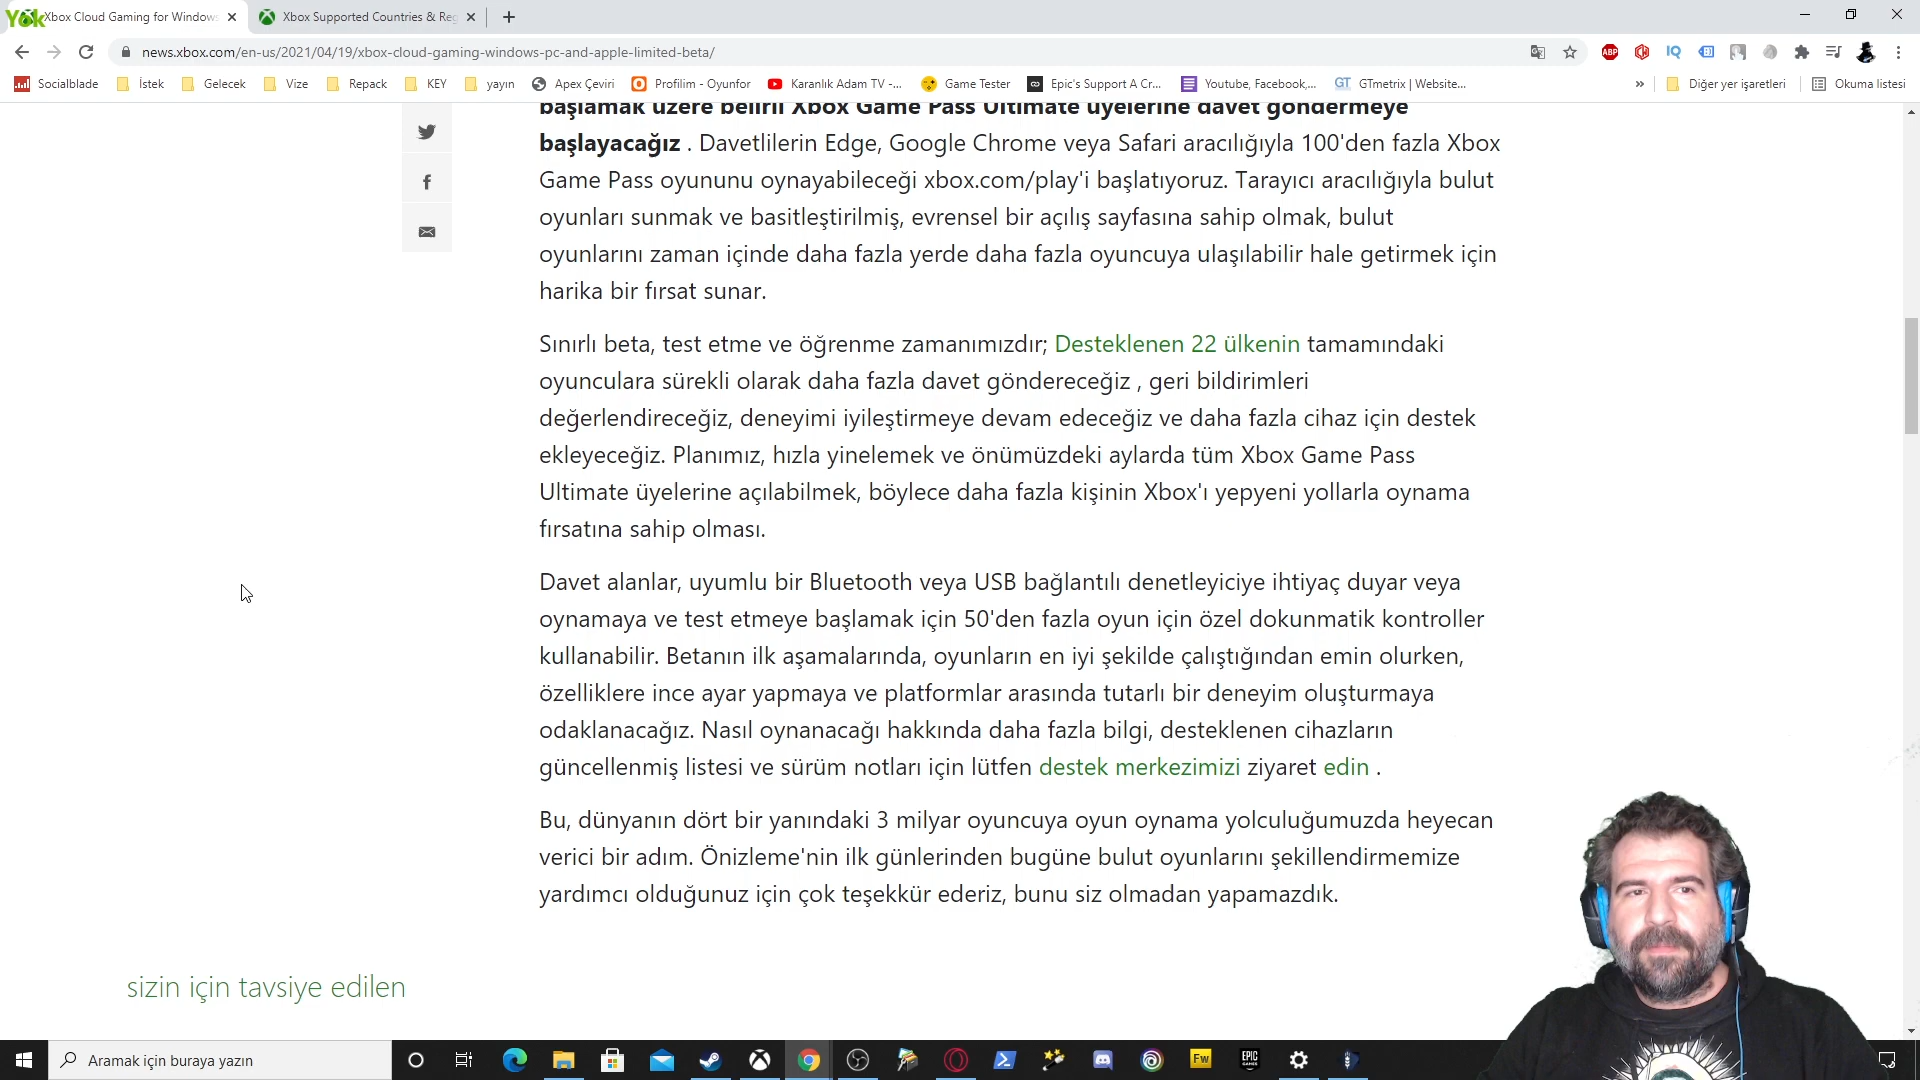 Yok
Xbox Cloud Gaming for Windows
Xbox Supported Countries & Reg
news.xbox.com/en-us/2021/04/19/xbox-cloud-gaming-windows-pc-and-apple-limited-beta/
ABP
IQ
Socialblade
İstek
Gelecek
Vize
Repack
KEY
yayın
Apex Çeviri
Profilim - Oyunfor
Karanlık Adam TV -...
Game Tester
Epic's Support A Cr...
Youtube, Facebook,...
GT GTmetrix | Website...
»
Diğer yer işaretleri
Okuma listesi
başlamak üzere belirli Xbox Game Pass Ultimate üyelerine davet göndermeye
başlayacağız . Davetlilerin Edge, Google Chrome veya Safari aracılığıyla 100'den fazla Xbox
Game Pass oyununu oynayabileceği xbox.com/play'i başlatıyoruz. Tarayıcı aracılığıyla bulut
oyunları sunmak ve basitleştirilmiş, evrensel bir açılış sayfasına sahip olmak, bulut
oyunlarını zaman içinde daha fazla yerde daha fazla oyuncuya ulaşılabilir hale getirmek için
harika bir fırsat sunar.
Sınırlı beta, test etme ve öğrenme zamanımızdır; Desteklenen 22 ülkenin tamamındaki
oyunculara sürekli olarak daha fazla davet göndereceğiz , geri bildirimleri
değerlendireceğiz, deneyimi iyileştirmeye devam edeceğiz ve daha fazla cihaz için destek
ekleyeceğiz. Planımız, hızla yinelemek ve önümüzdeki aylarda tüm Xbox Game Pass
Ultimate üyelerine açılabilmek, böylece daha fazla kişinin Xbox'ı yepyeni yollarla oynama
fırsatına sahip olması.
Davet alanlar, uyumlu bir Bluetooth veya USB bağlantılı denetleyiciye ihtiyaç duyar veya
oynamaya ve test etmeye başlamak için 50'den fazla oyun için özel dokunmatik kontroller
kullanabilir. Betanın ilk aşamalarında, oyunların en iyi şekilde çalıştığından emin olurken,
özelliklere ince ayar yapmaya ve platformlar arasında tutarlı bir deneyim oluşturmaya
odaklanacağız. Nasıl oynanacağı hakkında daha fazla bilgi, desteklenen cihazların
güncellenmiş listesi ve sürüm notları için lütfen destek merkezimizi ziyaret edin .
Bu, dünyanın dört bir yanındaki 3 milyar oyuncuya oyun oynama yolculuğumuzda heyecan
verici bir adım. Önizleme'nin ilk günlerinden bugüne bulut oyunlarını şekillendirmemize
yardımcı olduğunuz için çok teşekkür ederiz, bunu siz olmadan yapamazdık.
sizin için tavsiye edilen
Aramak için buraya yazın
Fw
EPIC GAMES